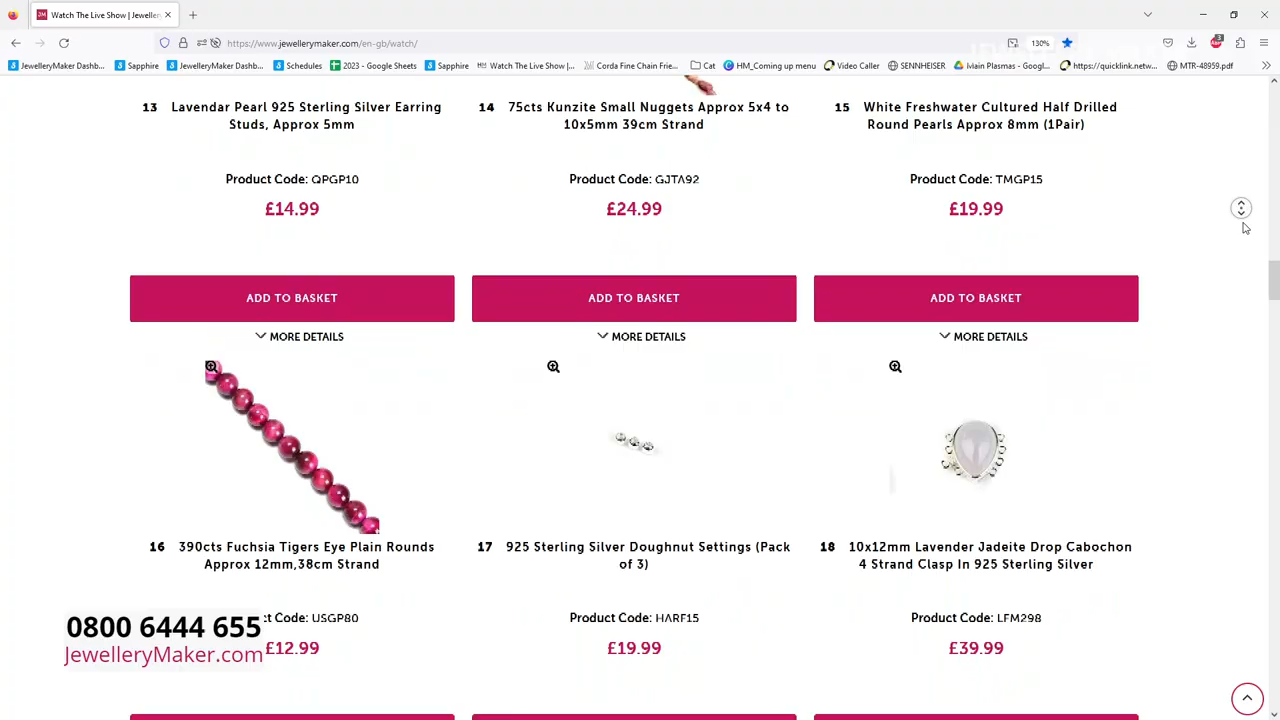 Watch The Live Show | Jeweller
https://www.jewellerymaker.com/en_gb/watch/
130%
3
JewelleryMaker Dashb...
Sapphire
JewelleryMaker Dashb...
Schedules
2023 - Google Sheets
Sapphire
Watch The Live Show |...
Corda Fine Chain Frie...
Cat
HM_Coming up menu
Video Caller
SENNHEISER
Main Plasmas - Googl...
https://quicklink.netw...
MTR-48959.pdf
13 Lavendar Pearl 925 Sterling Silver Earring
Studs, Approx 5mm
Product Code: QPGP10
£14.99
ADD TO BASKET
MORE DETAILS
14 75cts Kunzite Small Nuggets Approx 5x4 to
10x5mm 39cm Strand
Product Code: GJTA92
£24.99
ADD TO BASKET
MORE DETAILS
15 White Freshwater Cultured Half Drilled
Round Pearls Approx 8mm (1Pair)
Product Code: TMGP15
£19.99
ADD TO BASKET
MORE DETAILS
16 390cts Fuchsia Tigers Eye Plain Rounds
Approx 12mm,38cm Strand
ct Code: USGP80
£12.99
17 925 Sterling Silver Doughnut Settings (Pack
of 3)
Product Code: HARF15
£19.99
18 10x12mm Lavender Jadeite Drop Cabochon
4 Strand Clasp In 925 Sterling Silver
Product Code: LFM298
£39.99
0800 6444 655
JewelleryMaker.com